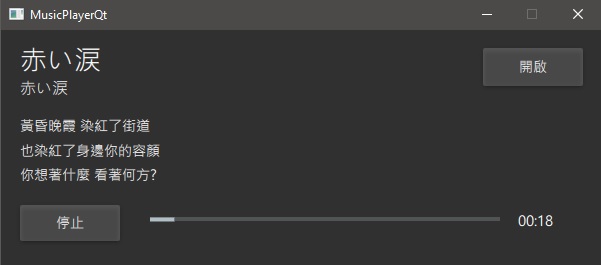 MusicPlayerQt
赤い涙
開啟
赤い涙
黃昏晚霞 染紅了街道
也染紅了身邊你的容顏
你想著什麼 看著何方?
停止
00:18